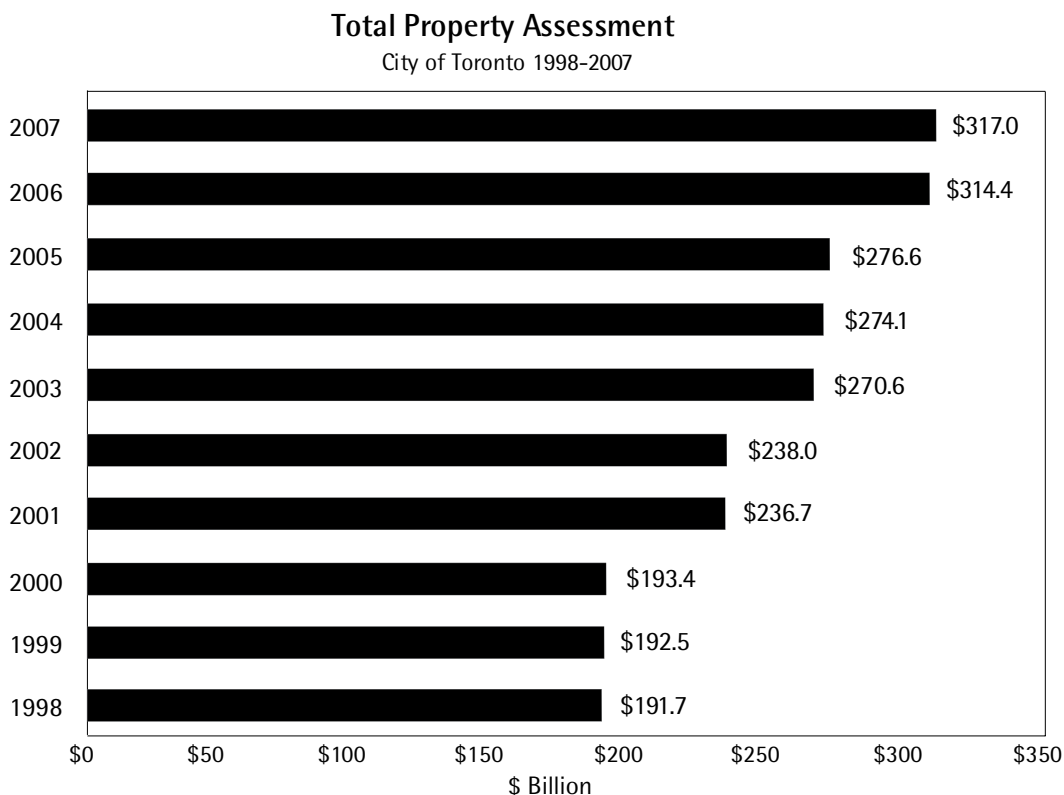 Total Property Assessment
City of Toronto 1998-2007
2007 $317.0
2006 $314.4
2005 $276.6
2004 $274.1
2003 $270.6
2002 $238.0
2001 $236.7
2000 $193.4
1999 $192.5
1998 $191.7
$0 $50 $100 $150 $200 $250 $300 $350
$ Billion